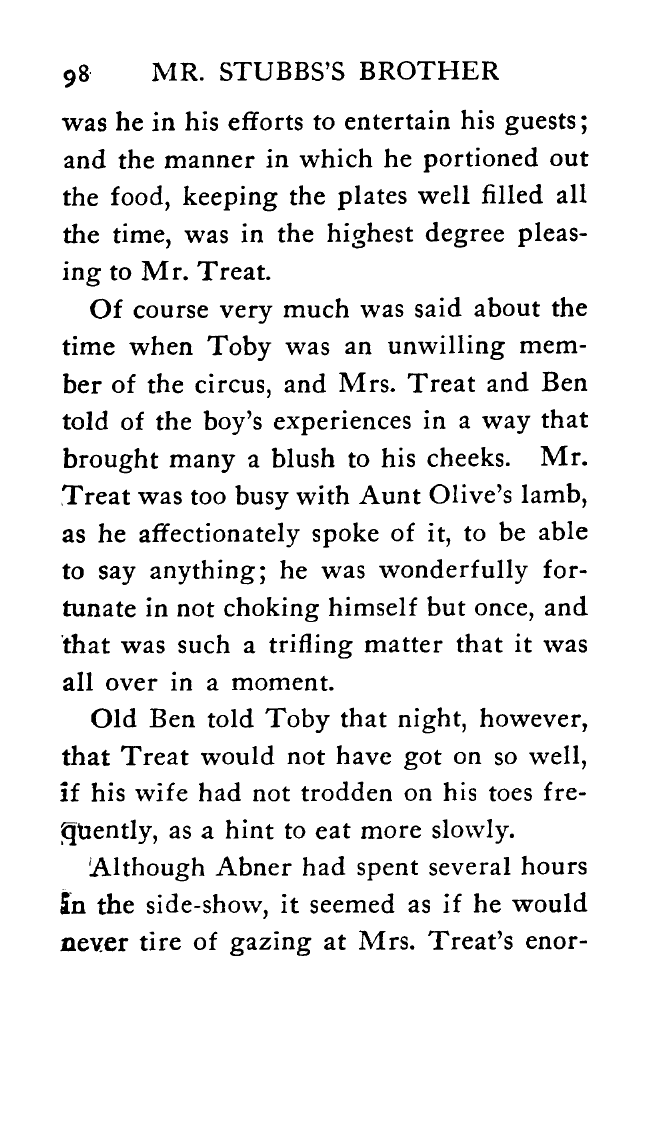 98 MR. STUBBS'S BROTHER
was he in his efforts to entertain his guests;
and the manner in which he portioned out
the food, keeping the plates well filled all
the time, was in the highest degree pleas-
ing to Mr. Treat.
Of course very much was said about the
time when Toby was an unwilling mem-
ber of the circus, and Mrs. Treat and Ben
told of the boy's experiences in a way that
brought many a blush to his cheeks. Mr.
Treat was too busy with Aunt Olive's lamb,
as he affectionately spoke of it, to be able
to say anything; he was wonderfully for-
tunate in not choking himself but once, and
that was such a trifling matter that it was
all over in a moment.
Old Ben told Toby that night, however,
that Treat would not have got on so well,
if his wife had not trodden on his toes fre-
quently, as a hint to eat more slowly.
Although Abner had spent several hours
in the side-show, it seemed as if he would
never tire of gazing at Mrs. Treat's enor-